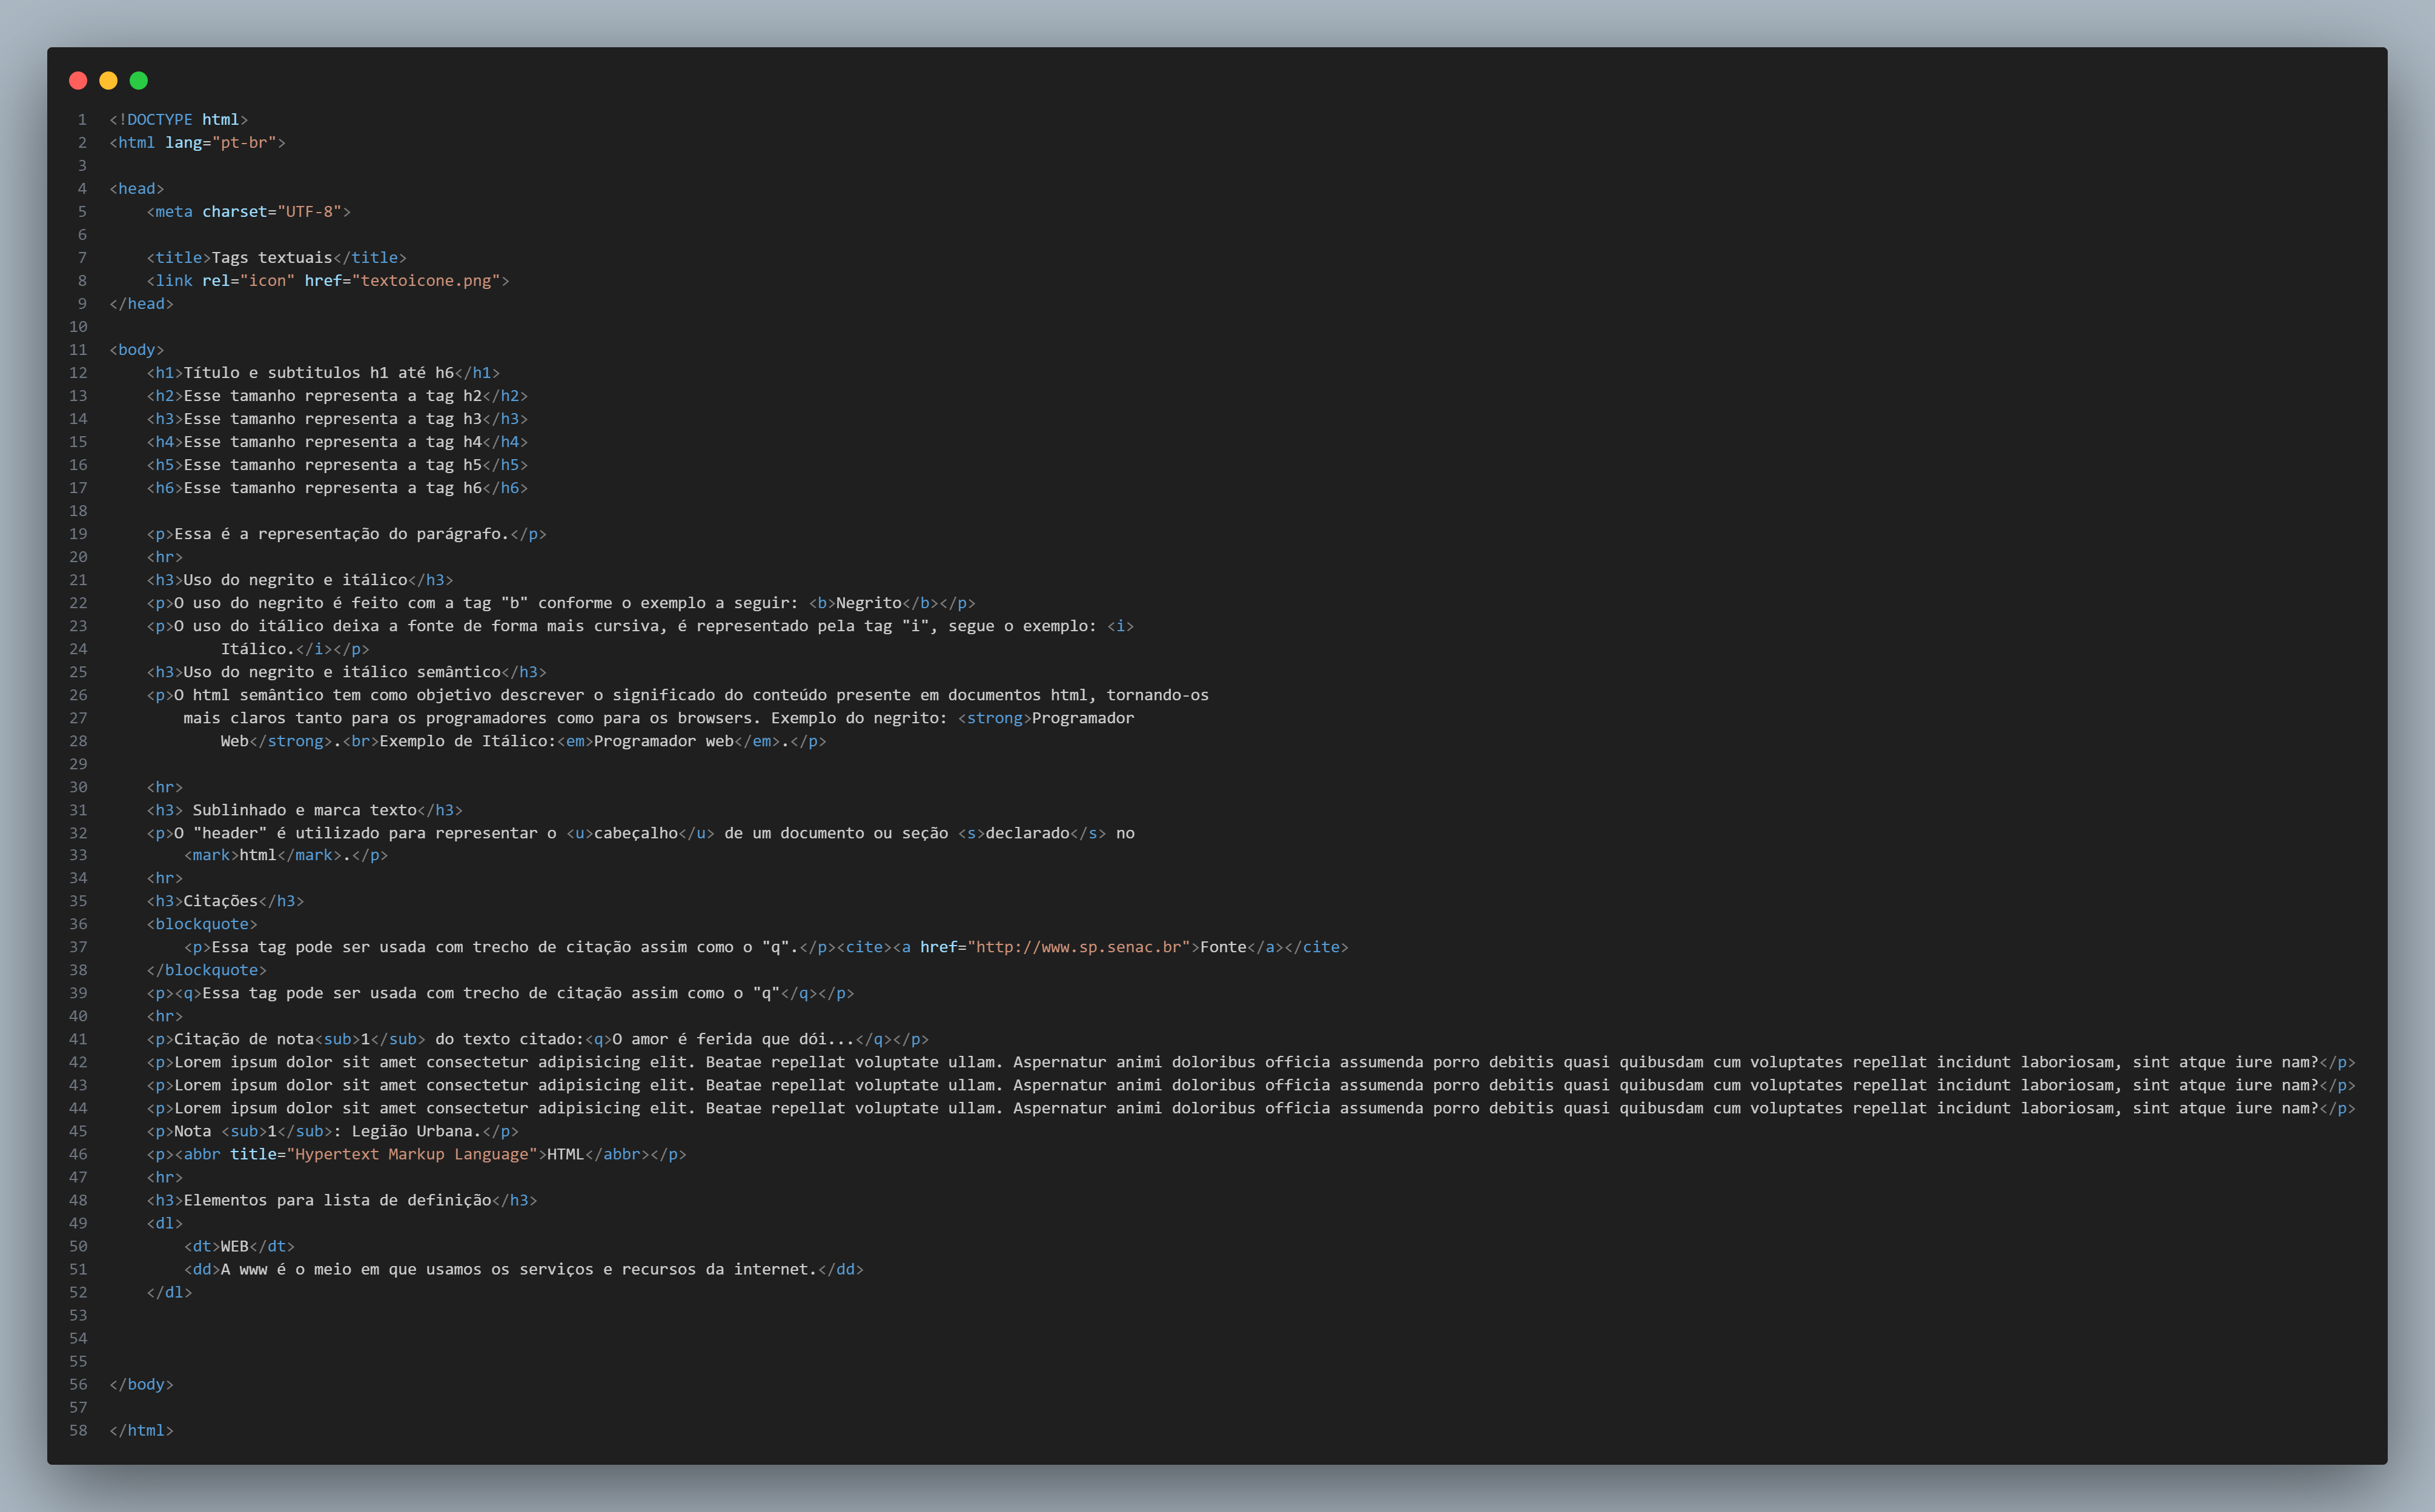 1 <!DOCTYPE html>
2 <html lang="pt-br">
3
4 <head>
5     <meta charset="UTF-8">
6
7     <title>Tags textuais</title>
8     <link rel="icon" href="textoicone.png">
9 </head>
10
11 <body>
12     <h1>Título e subtitulos h1 até h6</h1>
13     <h2>Esse tamanho representa a tag h2</h2>
14     <h3>Esse tamanho representa a tag h3</h3>
15     <h4>Esse tamanho representa a tag h4</h4>
16     <h5>Esse tamanho representa a tag h5</h5>
17     <h6>Esse tamanho representa a tag h6</h6>
18
19     <p>Essa é a representação do parágrafo.</p>
20     <hr>
21     <h3>Uso do negrito e itálico</h3>
22     <p>O uso do negrito é feito com a tag "b" conforme o exemplo a seguir: <b>Negrito</b></p>
23     <p>O uso do itálico deixa a fonte de forma mais cursiva, é representado pela tag "i", segue o exemplo: <i>
24             Itálico.</i></p>
25     <h3>Uso do negrito e itálico semântico</h3>
26     <p>O html semântico tem como objetivo descrever o significado do conteúdo presente em documentos html, tornando-os
27         mais claros tanto para os programadores como para os browsers. Exemplo do negrito: <strong>Programador
28             Web</strong>.<br>Exemplo de Itálico:<em>Programador web</em>.</p>
29
30     <hr>
31     <h3> Sublinhado e marca texto</h3>
32     <p>O "header" é utilizado para representar o <u>cabeçalho</u> de um documento ou seção <s>declarado</s> no
33         <mark>html</mark>.</p>
34     <hr>
35     <h3>Citações</h3>
36     <blockquote>
37         <p>Essa tag pode ser usada com trecho de citação assim como o "q".</p><cite><a href="http://www.sp.senac.br">Fonte</a></cite>
38     </blockquote>
39     <p><q>Essa tag pode ser usada com trecho de citação assim como o "q"</q></p>
40     <hr>
41     <p>Citação de nota<sub>1</sub> do texto citado:<q>O amor é ferida que dói...</q></p>
42     <p>Lorem ipsum dolor sit amet consectetur adipisicing elit. Beatae repellat voluptate ullam. Aspernatur animi doloribus officia assumenda porro debitis quasi quibusdam cum voluptates repellat incidunt laboriosam, sint atque iure nam?</p>
43     <p>Lorem ipsum dolor sit amet consectetur adipisicing elit. Beatae repellat voluptate ullam. Aspernatur animi doloribus officia assumenda porro debitis quasi quibusdam cum voluptates repellat incidunt laboriosam, sint atque iure nam?</p>
44     <p>Lorem ipsum dolor sit amet consectetur adipisicing elit. Beatae repellat voluptate ullam. Aspernatur animi doloribus officia assumenda porro debitis quasi quibusdam cum voluptates repellat incidunt laboriosam, sint atque iure nam?</p>
45     <p>Nota <sub>1</sub>: Legião Urbana.</p>
46     <p><abbr title="Hypertext Markup Language">HTML</abbr></p>
47     <hr>
48     <h3>Elementos para lista de definição</h3>
49     <dl>
50         <dt>WEB</dt>
51         <dd>A www é o meio em que usamos os serviços e recursos da internet.</dd>
52     </dl>
53
54
55
56 </body>
57
58 </html>